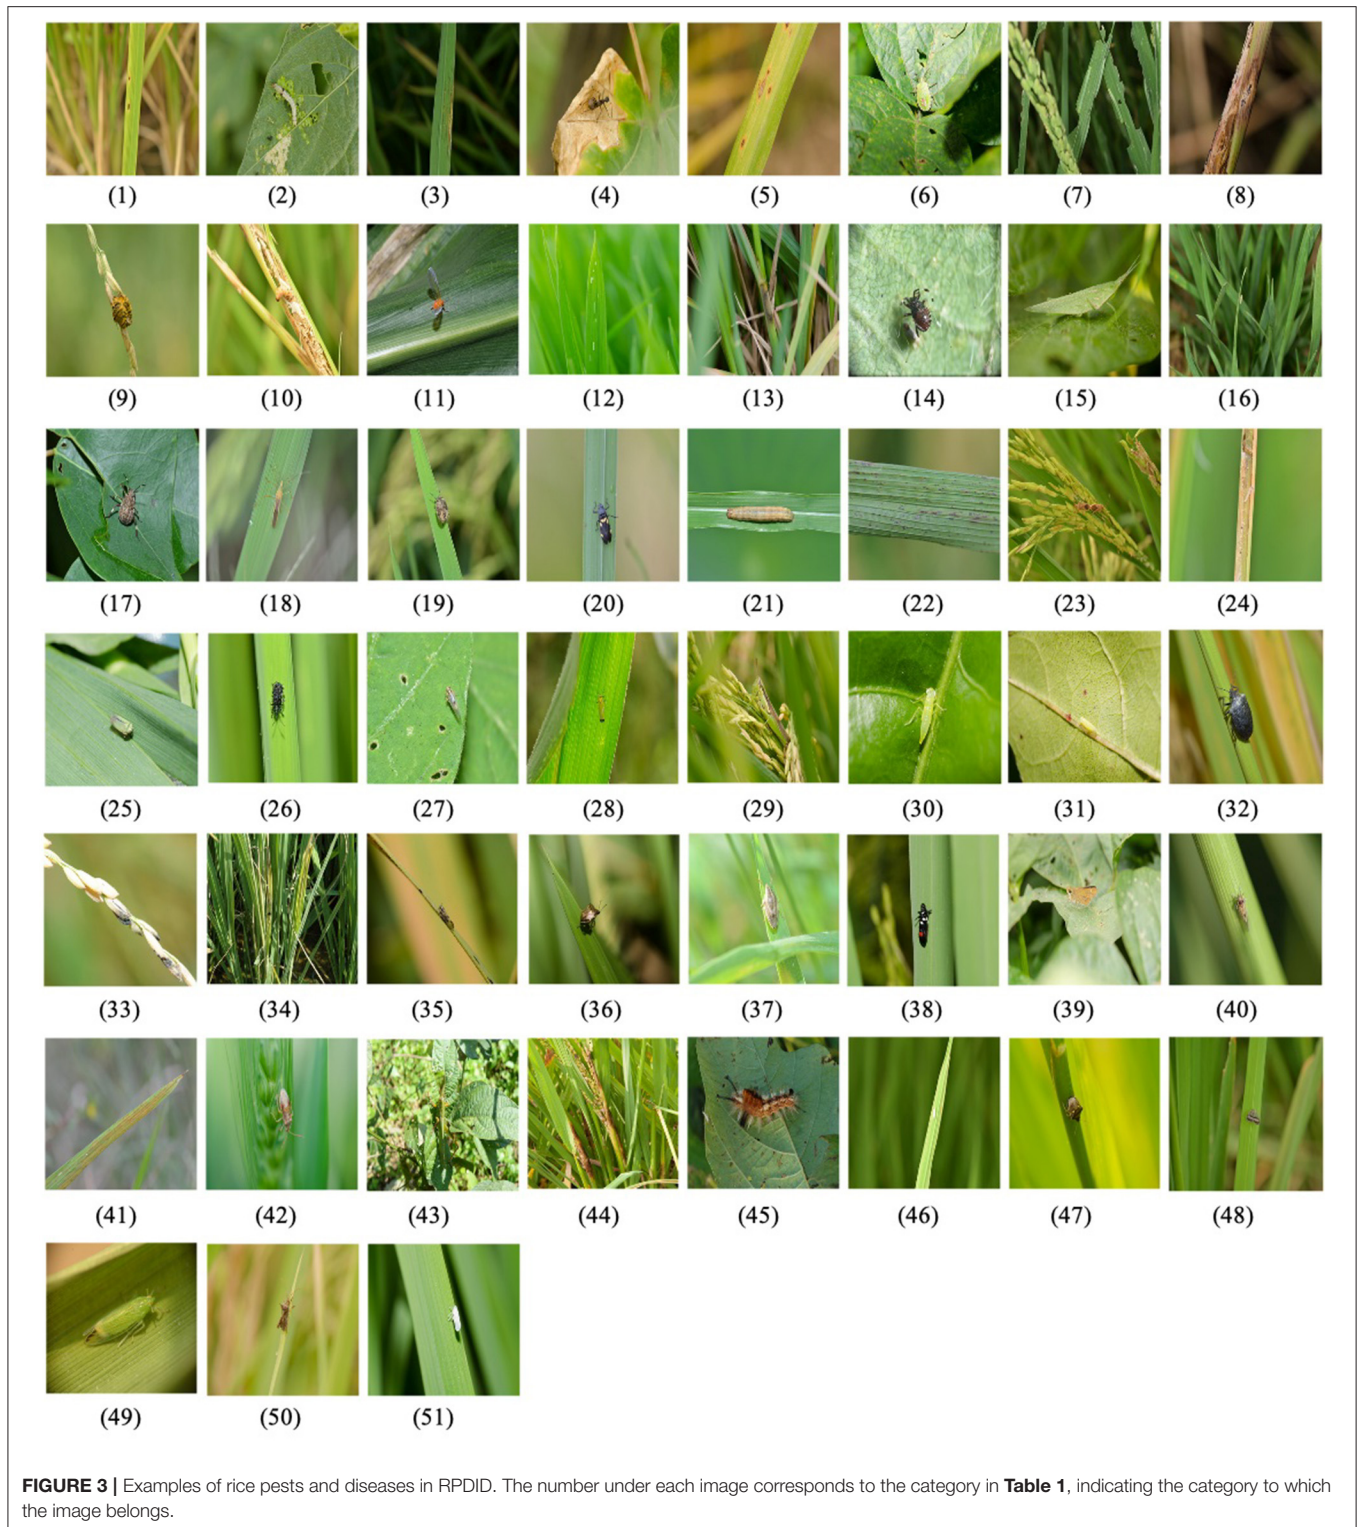 (1) (2) (3) (4) (5) (6) (7) (8)
(9) (10) (11) (12) (13) (14) (15) (16)
(17) (18) (19) (20) (21) (22) (23) (24)
(25) (26) (27) (28) (29) (30) (31) (32)
(33) (34) (35) (36) (37) (38) (39) (40)
(41) (42) (43) (44) (45) (46) (47) (48)
(49) (50) (51)
FIGURE 3 | Examples of rice pests and diseases in RPDID. The number under each image corresponds to the category in Table 1, indicating the category to which
the image belongs.